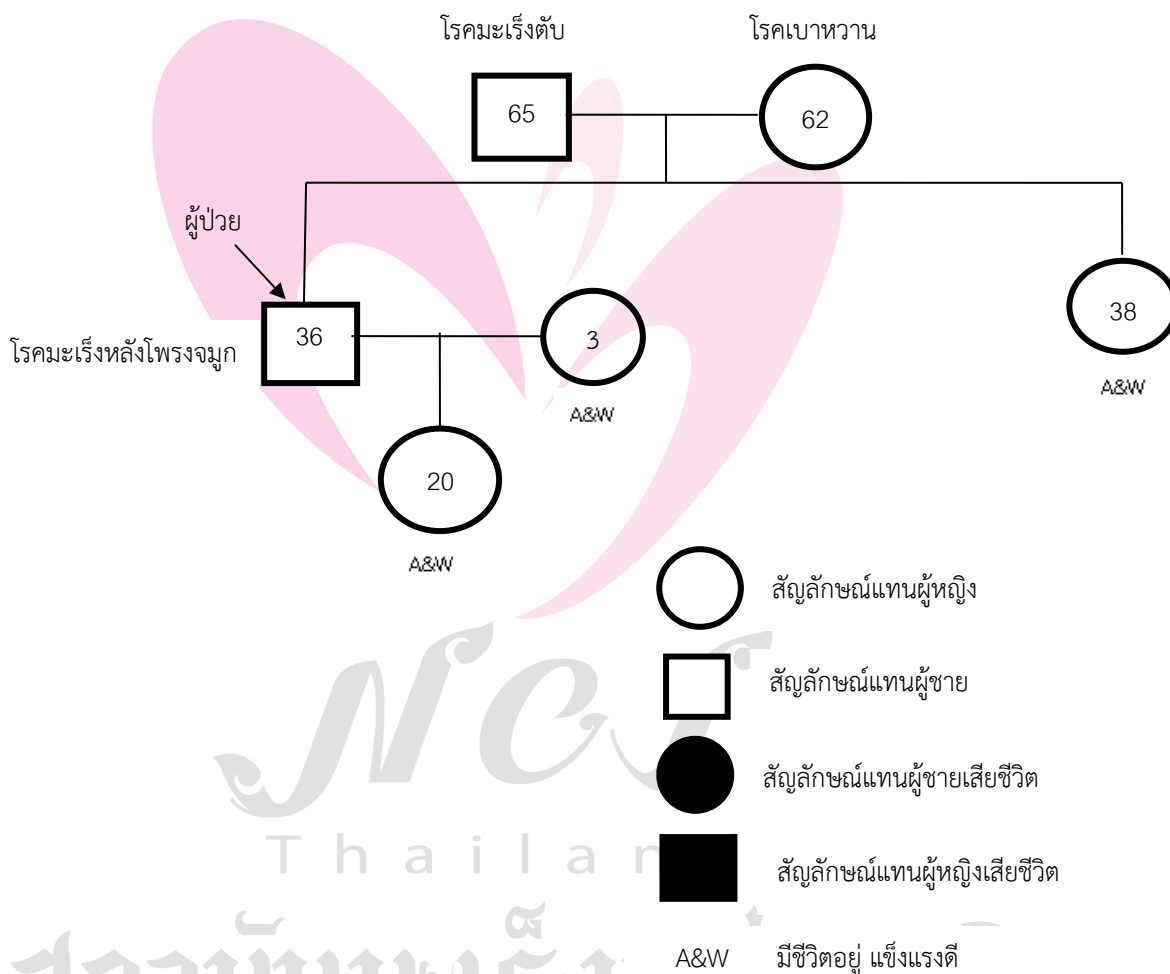 โรคมะเร็งตับ
โรคเบาหวาน
65
62
ผู้ป่วย
36
3
38
โรคมะเร็งหลังโพรงจมูก
A&W
A&W
20
A&W
สัญลักษณ์แทนผู้หญิง
สัญลักษณ์แทนผู้ชาย
สัญลักษณ์แทนผู้ชายเสียชีวิต
สัญลักษณ์แทนผู้หญิงเสียชีวิต
A&W มีชีวิตอยู่ แข็งแรงดี